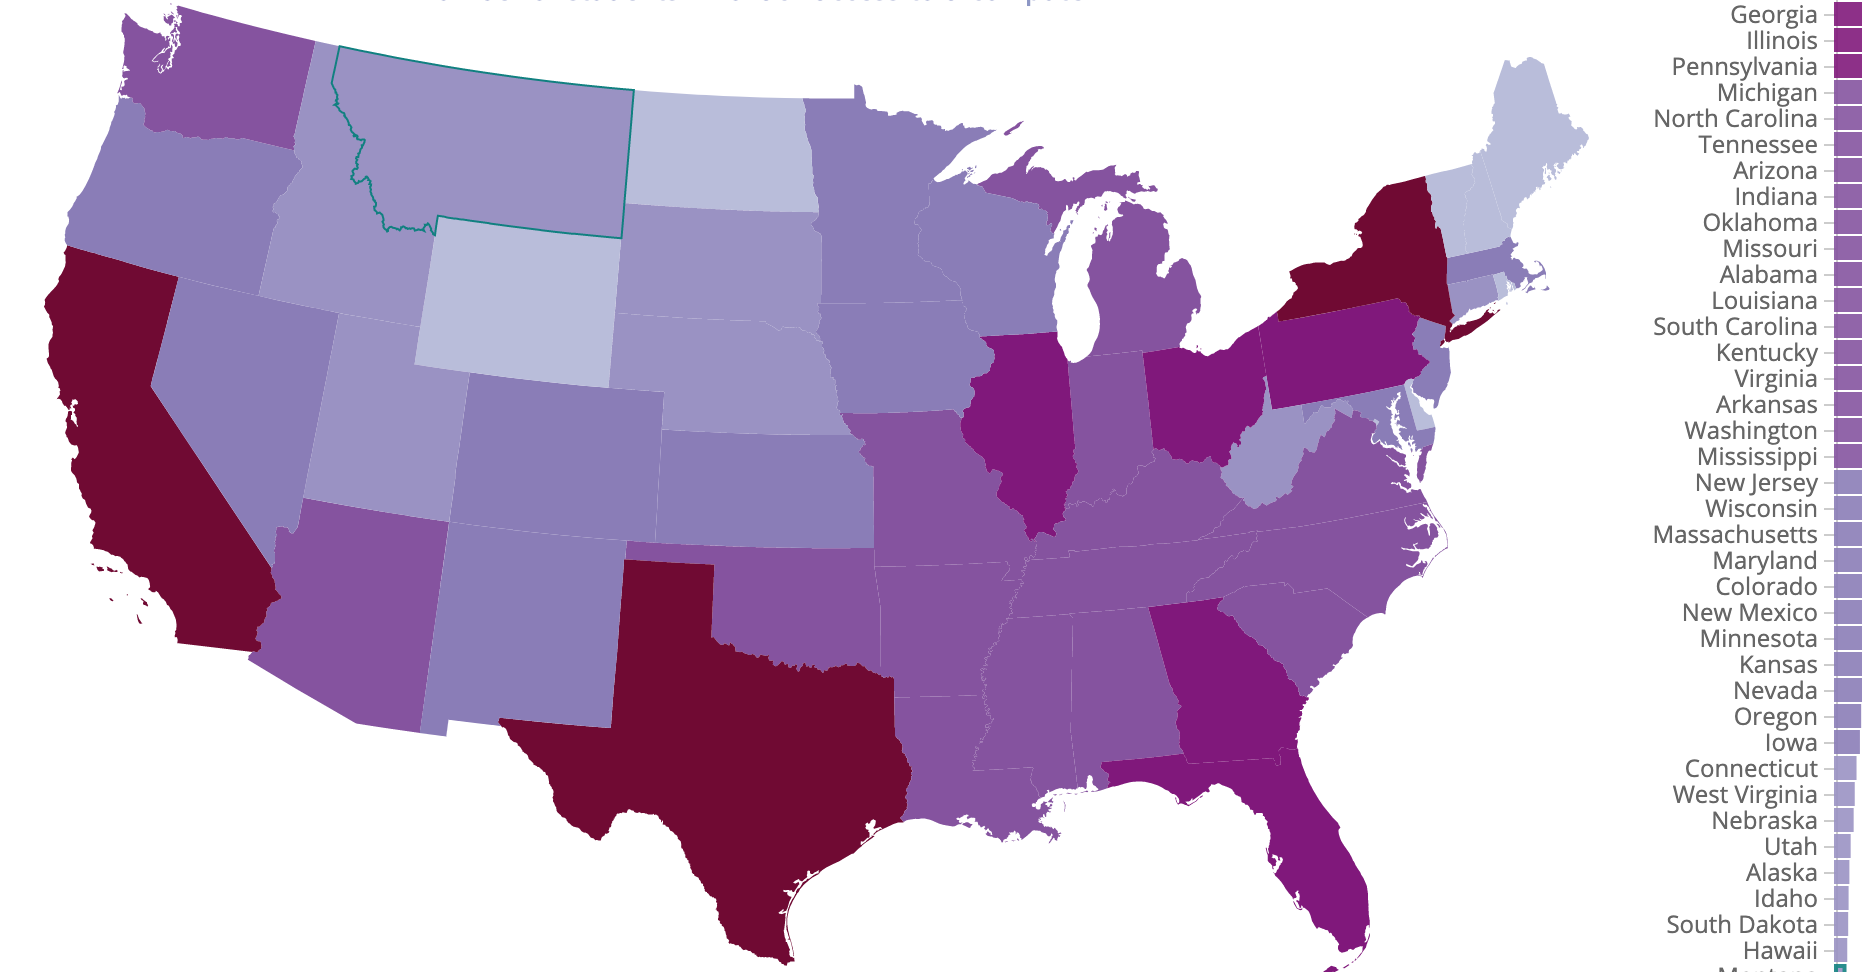 Georgia
Illinois
Pennsylvania
Michigan
North Carolina
Tennessee
Arizona
Indiana
Oklahoma
Missouri
Alabama
Louisiana
South Carolina
Kentucky
Virginia
Arkansas
Washington
Mississippi
New Jersey
Wisconsin
Massachusetts
Maryland
Colorado
New Mexico
Minnesota
Kansas
Nevada
Oregon
Iowa
Connecticut
West Virginia
Nebraska
Utah
Alaska
Idaho
South Dakota
Hawaii
Montana